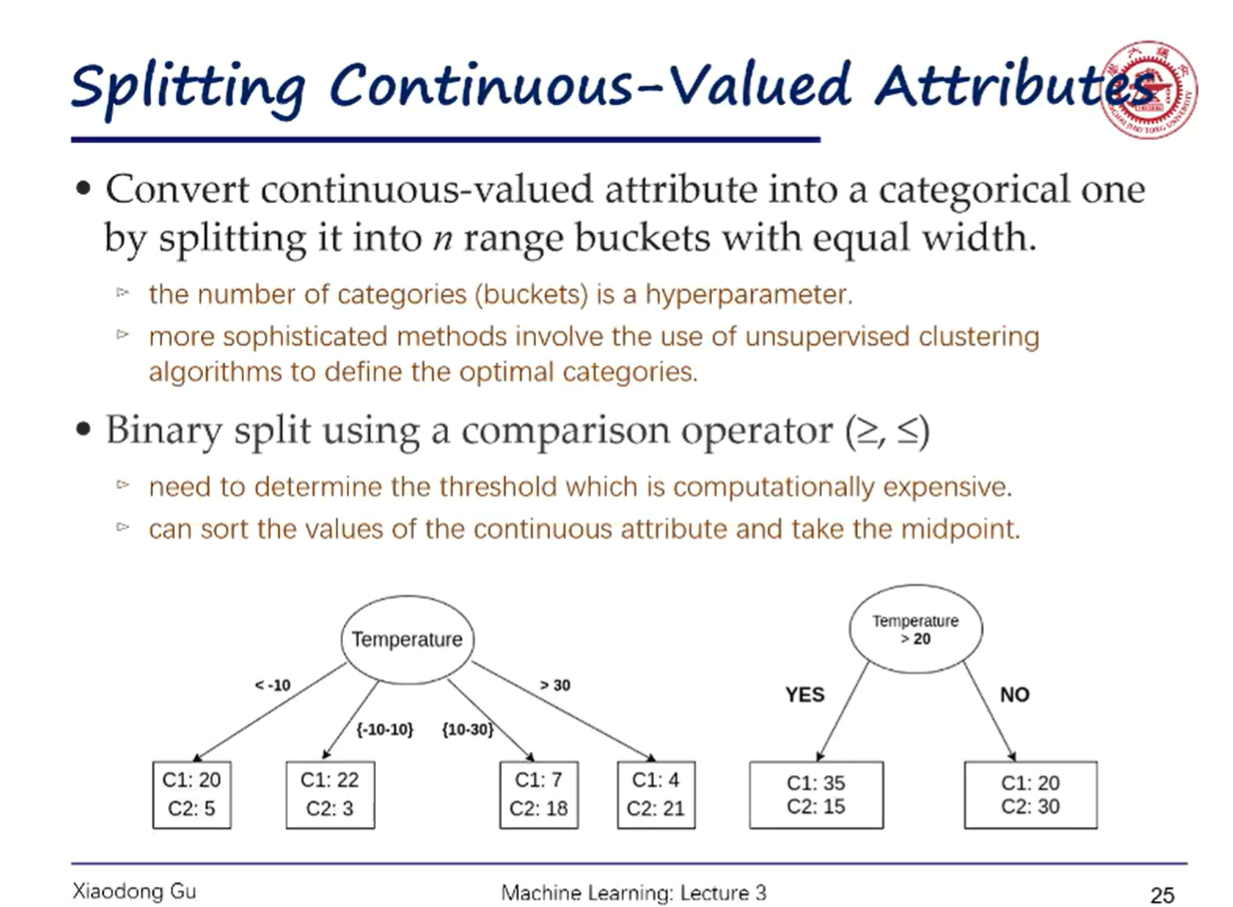 Splitting Continuous-Valued Attributes
• Convert continuous-valued attribute into a categorical one
by splitting it into n range buckets with equal width.
the number of categories (buckets) is a hyperparameter.
more sophisticated methods involve the use of unsupervised clustering
algorithms to define the optimal categories.
• Binary split using a comparison operator (≥, ≤)
need to determine the threshold which is computationally expensive.
can sort the values of the continuous attribute and take the midpoint.
Temperature
< -10
{-10-10}
{10-30}
> 30
C1: 20
C2: 5
C1: 22
C2: 3
C1: 7
C2: 18
C1: 4
C2: 21
Temperature
> 20
YES
NO
C1: 35
C2: 15
C1: 20
C2: 30
Xiaodong Gu
Machine Learning: Lecture 3
25